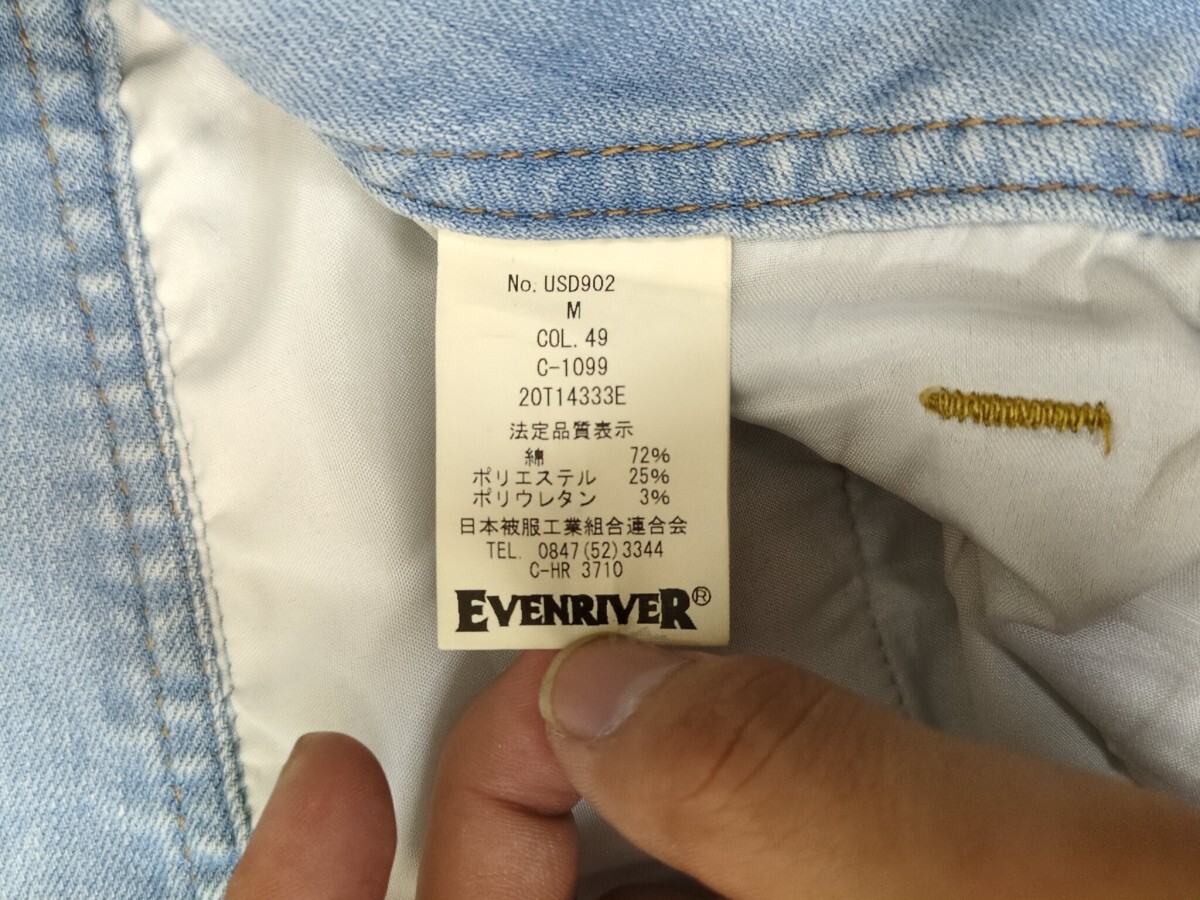 No. USD902
M
COL. 49
C-1099
20T14333E
法定品質表示
綿 72%
ポリエステル 25%
ポリウレタン 3%
日本被服工業組合連合会
TEL. 0847(52)3344
C-HR 3710
EVENRIVER®